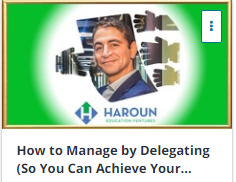 HAROUN
EDUCATION VENTURES
How to Manage by Delegating
(So You Can Achieve Your...